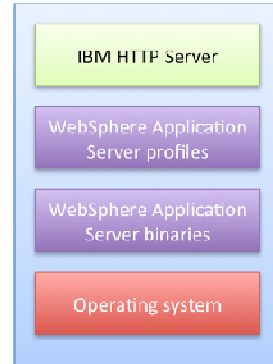 IBM HTTP Server
WebSphere Application
Server profiles
WebSphere Application
Server binaries
Operating system